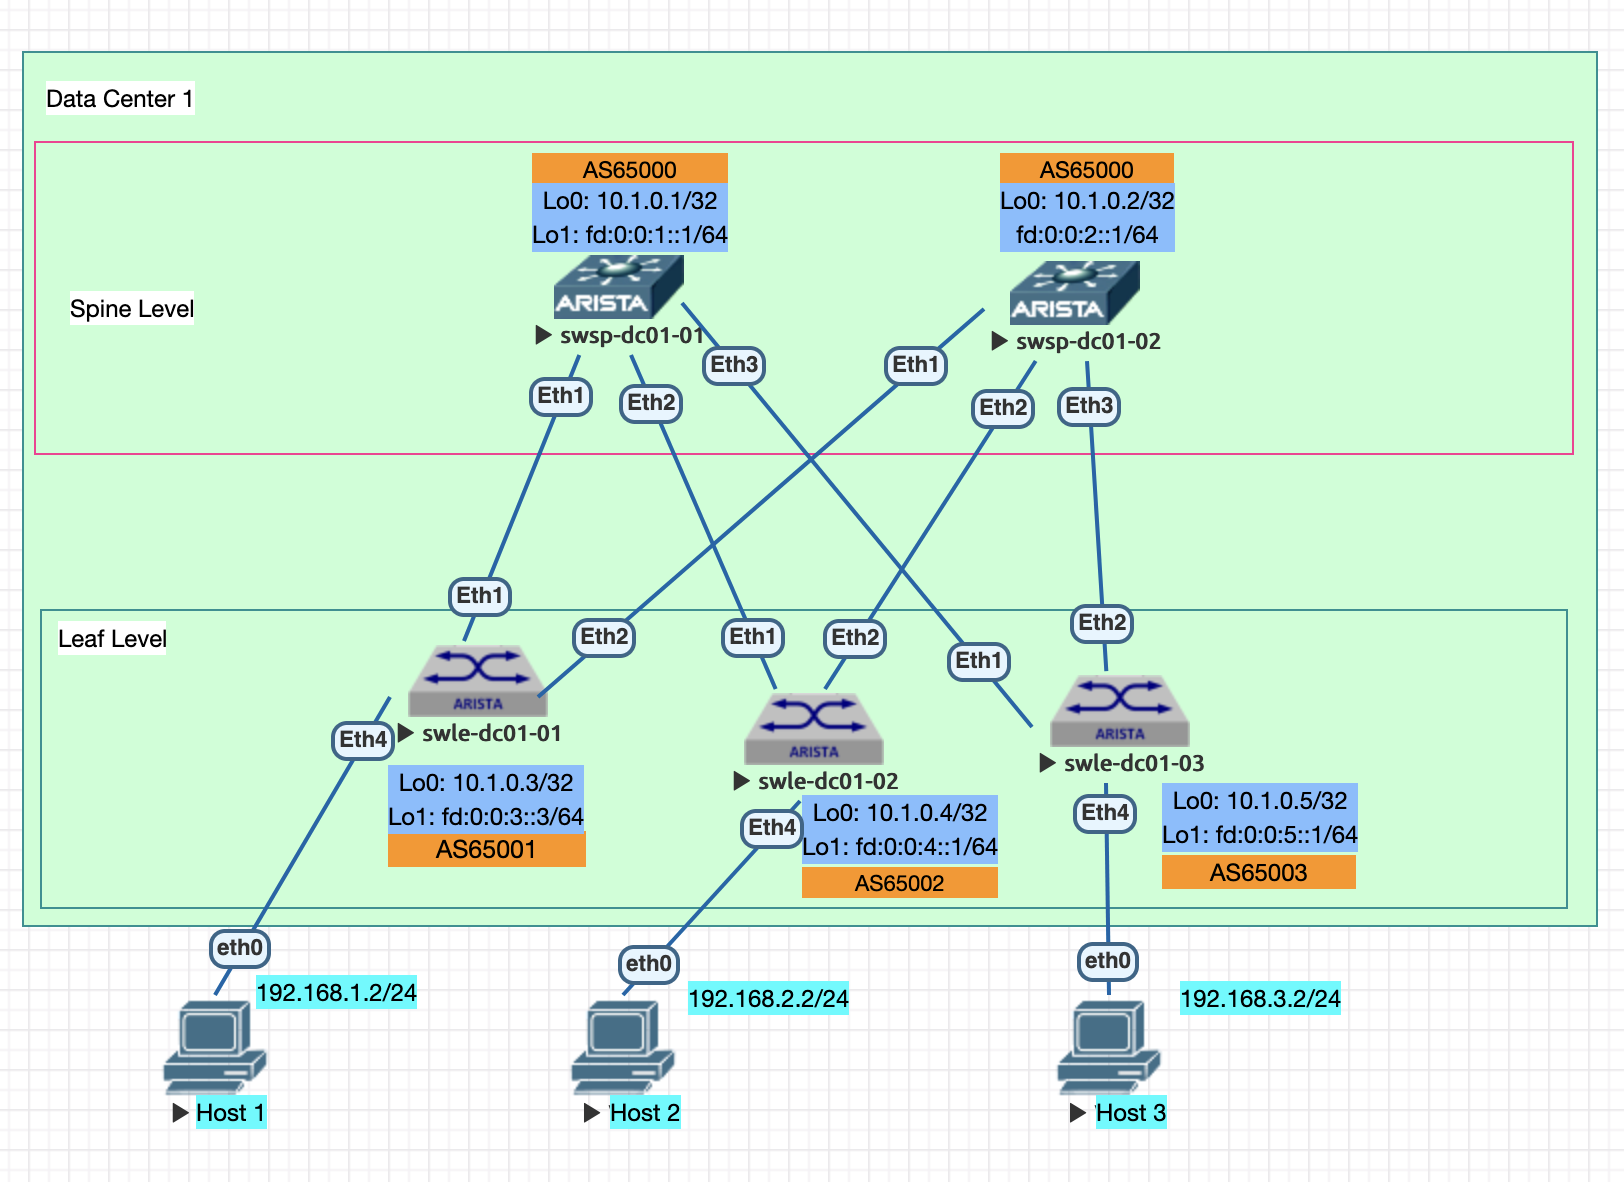 Data Center 1
AS65000
Lo0: 10.1.0.1/32
Lo1: fd:0:0:1::1/64
AS65000
Lo0: 10.1.0.2/32
fd:0:0:2::1/64
Spine Level
ARISTA
swsp-dc01-01
ARISTA
swsp-dc01-02
Eth1
Eth2
Eth3
Eth1
Eth2
Eth3
Leaf Level
Eth1
Eth2
Eth1
Eth2
Eth1
Eth2
ARISTA
swle-dc01-01
Eth4
Lo0: 10.1.0.3/32
Lo1: fd:0:0:3::3/64
AS65001
ARISTA
swle-dc01-02
Eth4
Lo0: 10.1.0.4/32
Lo1: fd:0:0:4::1/64
AS65002
ARISTA
swle-dc01-03
Eth4
Lo0: 10.1.0.5/32
Lo1: fd:0:0:5::1/64
AS65003
eth0
192.168.1.2/24
Host 1
eth0
192.168.2.2/24
Host 2
eth0
192.168.3.2/24
Host 3